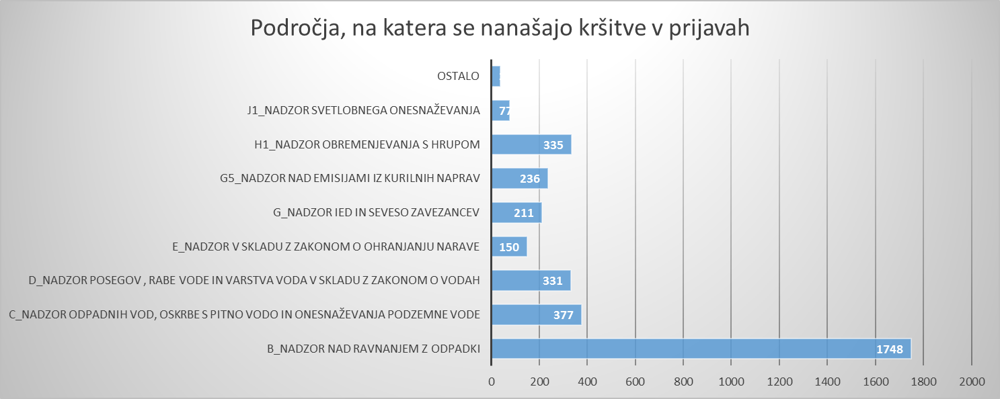 Področja, na katera se nanašajo kršitve v prijavah
OSTALO
J1_NADZOR SVETLOBNEGA ONESNAŽEVANJA 77
H1_NADZOR OBREMENJEVANJA S HRUPOM 335
G5_NADZOR NAD EMISIJAMI IZ KURILNIH NAPRAV 236
G_NADZOR IED IN SEVESO ZAVEZANCEV 211
E_NADZOR V SKLADU Z ZAKONOM O OHRANJANJU NARAVE 150
D_NADZOR POSEGOV , RABE VODE IN VARSTVA VODA V SKLADU Z ZAKONOM O VODAH 331
C_NADZOR ODPADNIH VOD, OSKRBE S PITNO VODO IN ONESNAŽEVANJA PODZEMNE VODE 377
B_NADZOR NAD RAVNANJEM Z ODPADKI 1748
0 200 400 600 800 1000 1200 1400 1600 1800 2000